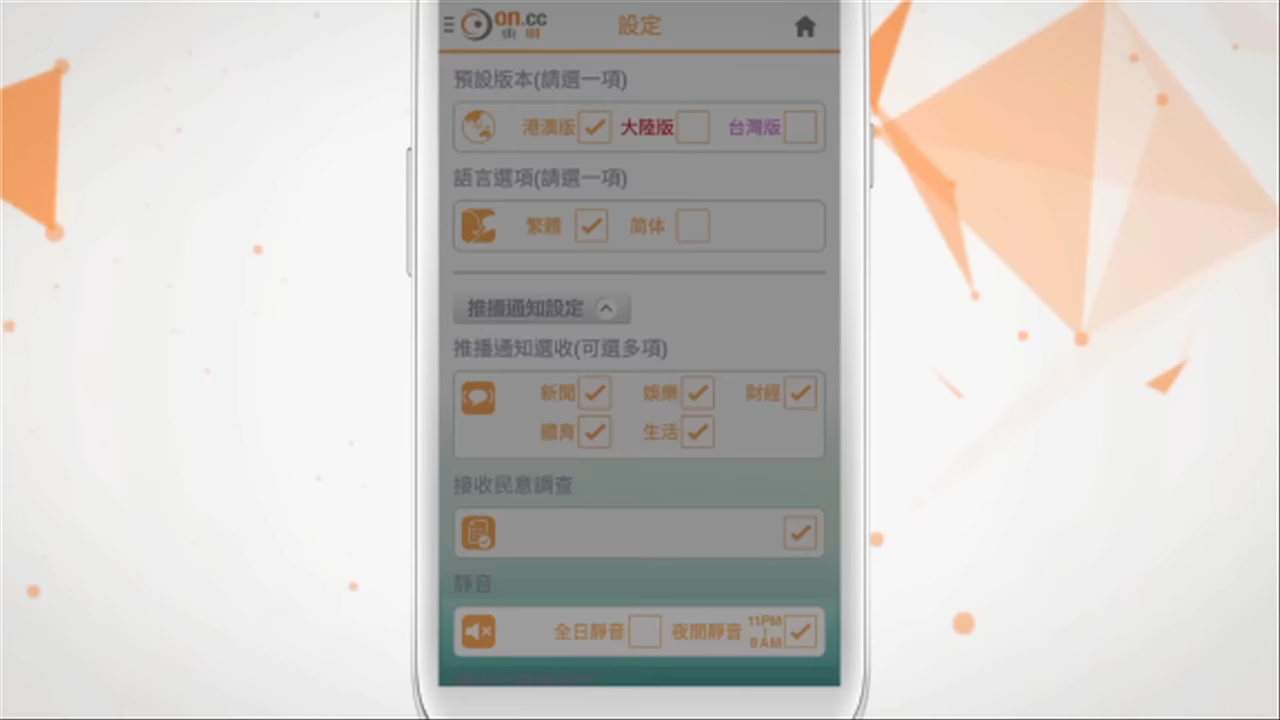 on.cc
東網
設定
預設版本(請選一項)
港澳版 大陸版 台灣版
語言選項(請選一項)
繁體 简体
推播通知設定
推播通知選收(可選多項)
新聞 娛樂 財經
體育 生活
接收民意調查
靜音
全日靜音 夜間靜音 11PM
|
8AM